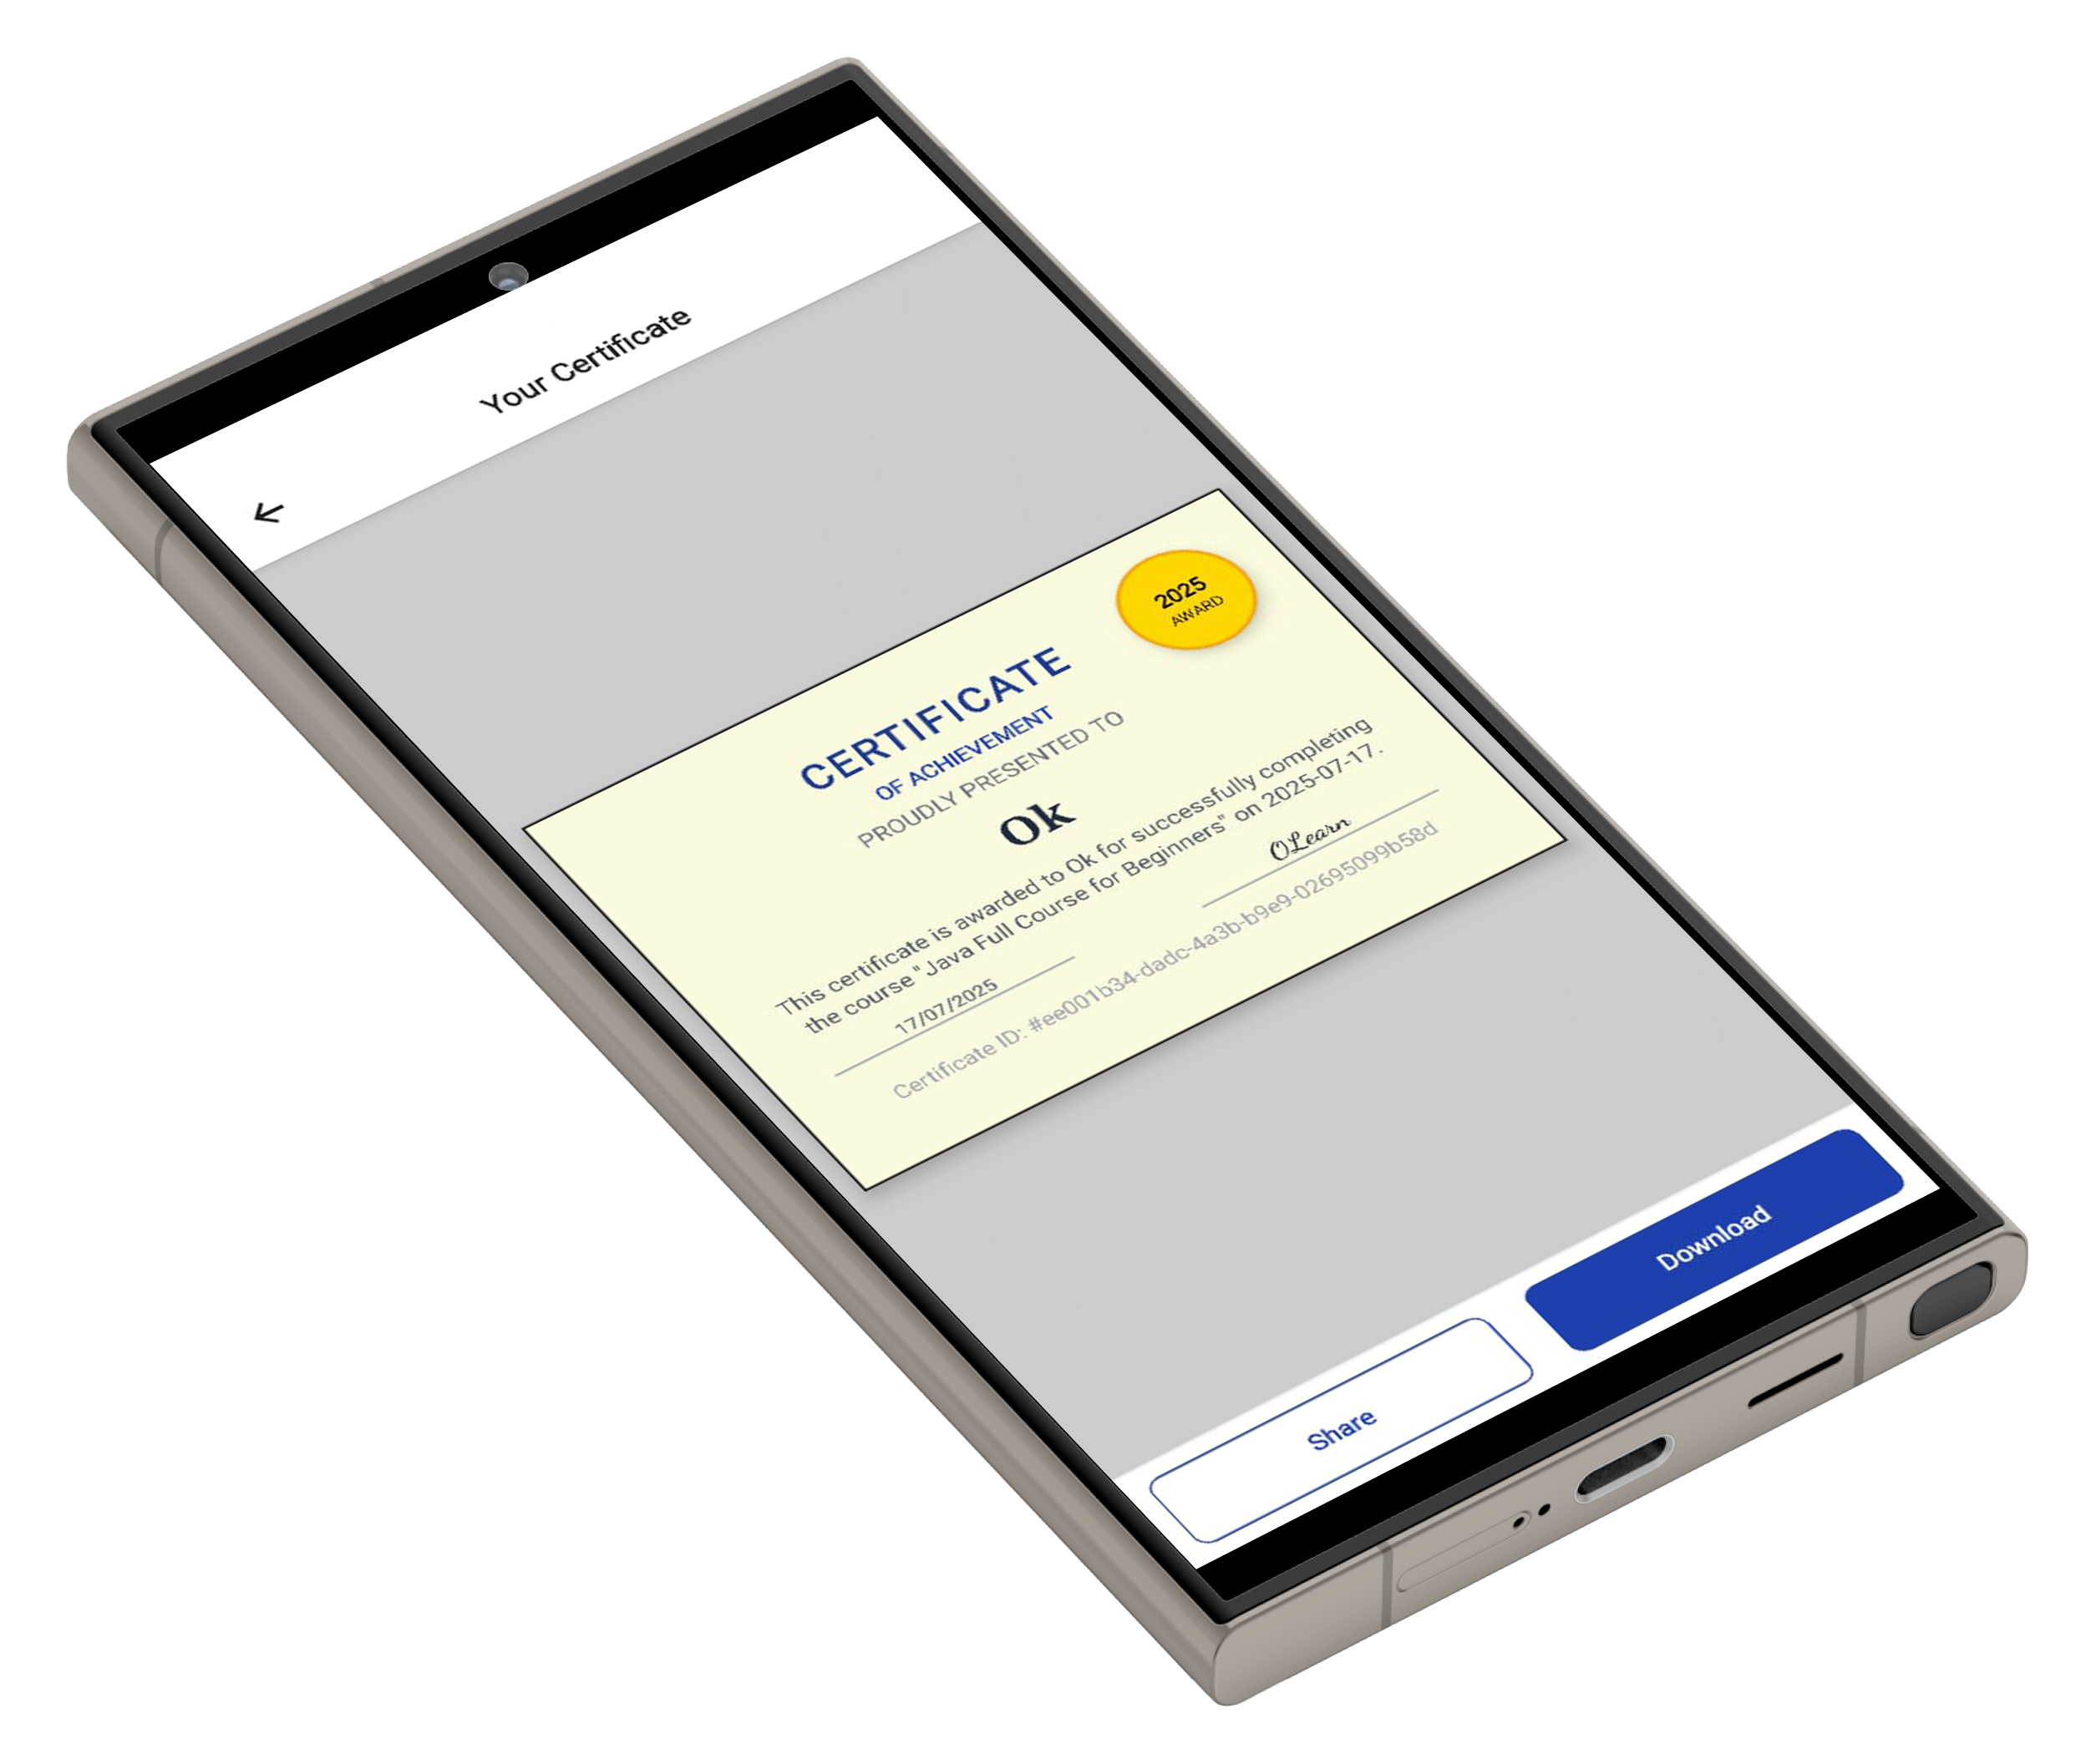 Your Certificate
2025
AWARD
CERTIFICATE
OF ACHIEVEMENT
PROUDLY PRESENTED TO
Ok
This certificate is awarded to Ok for successfully completing
the course "Java Full Course for Beginners" on 2025-07-17.
17/07/2025
OLearn
Certificate ID: #ee001b34-dadc-4a3b-b9e9-02695099b58d
Share
Download